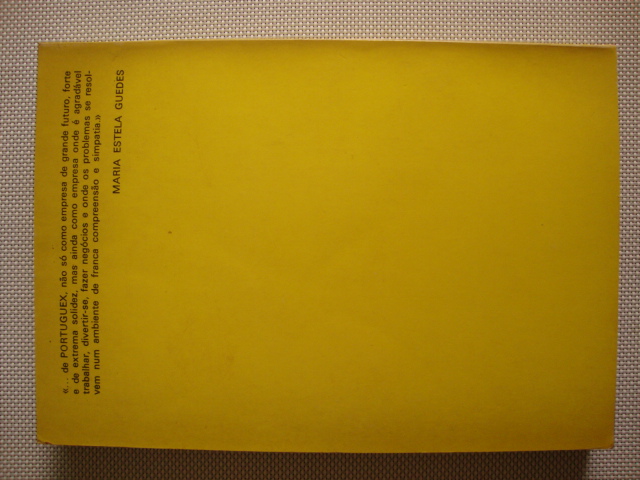 e... de PORTUGUEX, não só como empresa de grande futuro, forte
e de extrema solidez, mas ainda como empresa onde é agradável
trabalhar, divertir-se, fazer negócios e onde os problemas se resol-
vem num ambiente de franca compreensão e simpatia.»
MARIA ESTELA GUEDES